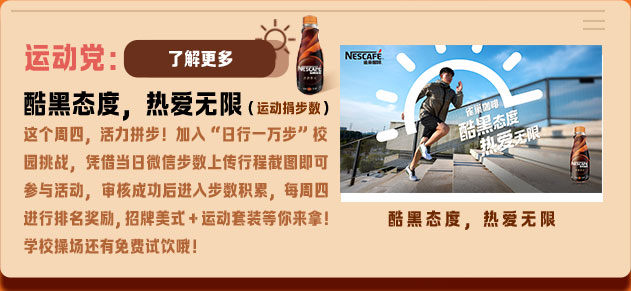 运动党：
了解更多
酷黑态度，热爱无限（运动捐步数）
这个周四，活力拼步！加入“日行一万步”校
园挑战，凭借当日微信步数上传行程截图即可
参与活动，审核成功后进入步数积累，每周四
进行排名奖励，招牌美式＋运动套装等你来拿！
学校操场还有免费试饮哦！
NESCAFÉ
雀巢咖啡
NESCAFÉ
雀巢咖啡
酷黑态度
热爱无限
酷黑态度，热爱无限